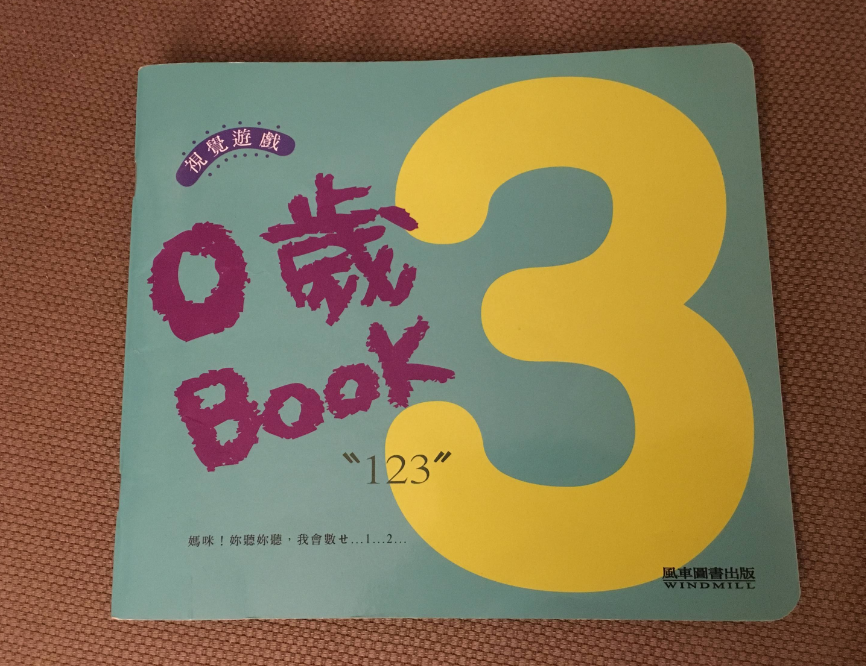 視覺遊戲
0歲
Book
3
〝123〞
媽咪！妳聽妳聽，我會數ㄝ...1...2...
風車圖書出版
WINDMILL